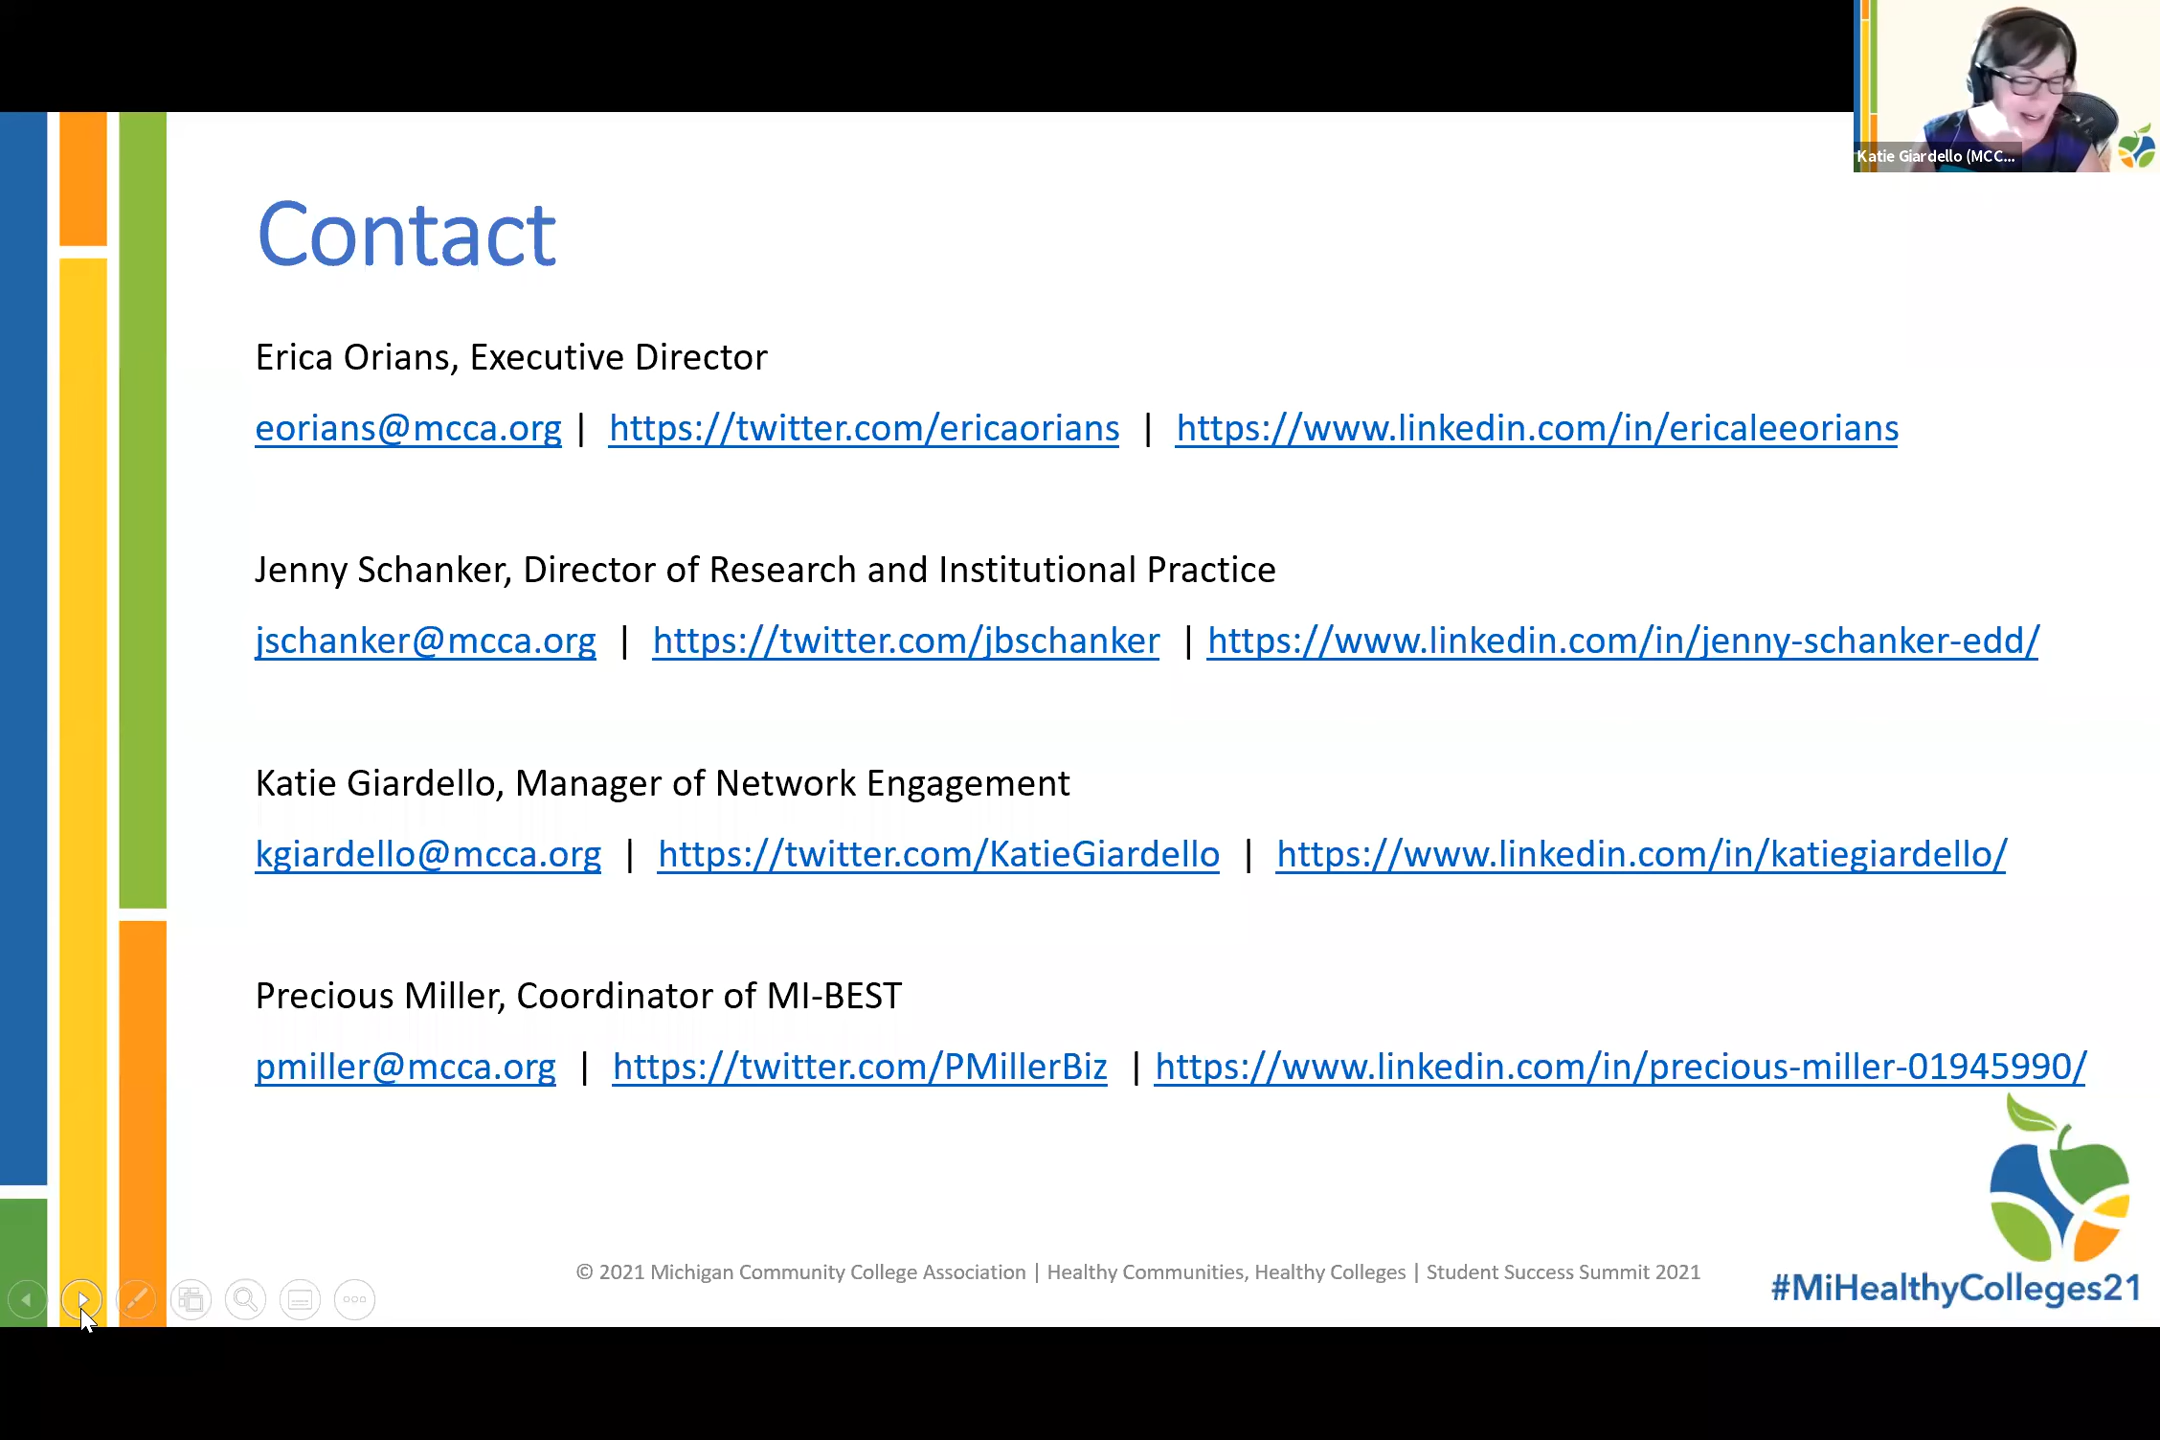 Katie Giardello (MCC...
Contact
Erica Orians, Executive Director
eorians@mcca.org | https://twitter.com/ericaorians | https://www.linkedin.com/in/ericaleeorians
Jenny Schanker, Director of Research and Institutional Practice
jschanker@mcca.org | https://twitter.com/jbschanker | https://www.linkedin.com/in/jenny-schanker-edd/
Katie Giardello, Manager of Network Engagement
kgiardello@mcca.org | https://twitter.com/KatieGiardello | https://www.linkedin.com/in/katiegiardello/
Precious Miller, Coordinator of MI-BEST
pmiller@mcca.org | https://twitter.com/PMillerBiz | https://www.linkedin.com/in/precious-miller-01945990/
© 2021 Michigan Community College Association | Healthy Communities, Healthy Colleges | Student Success Summit 2021
#MiHealthyColleges21